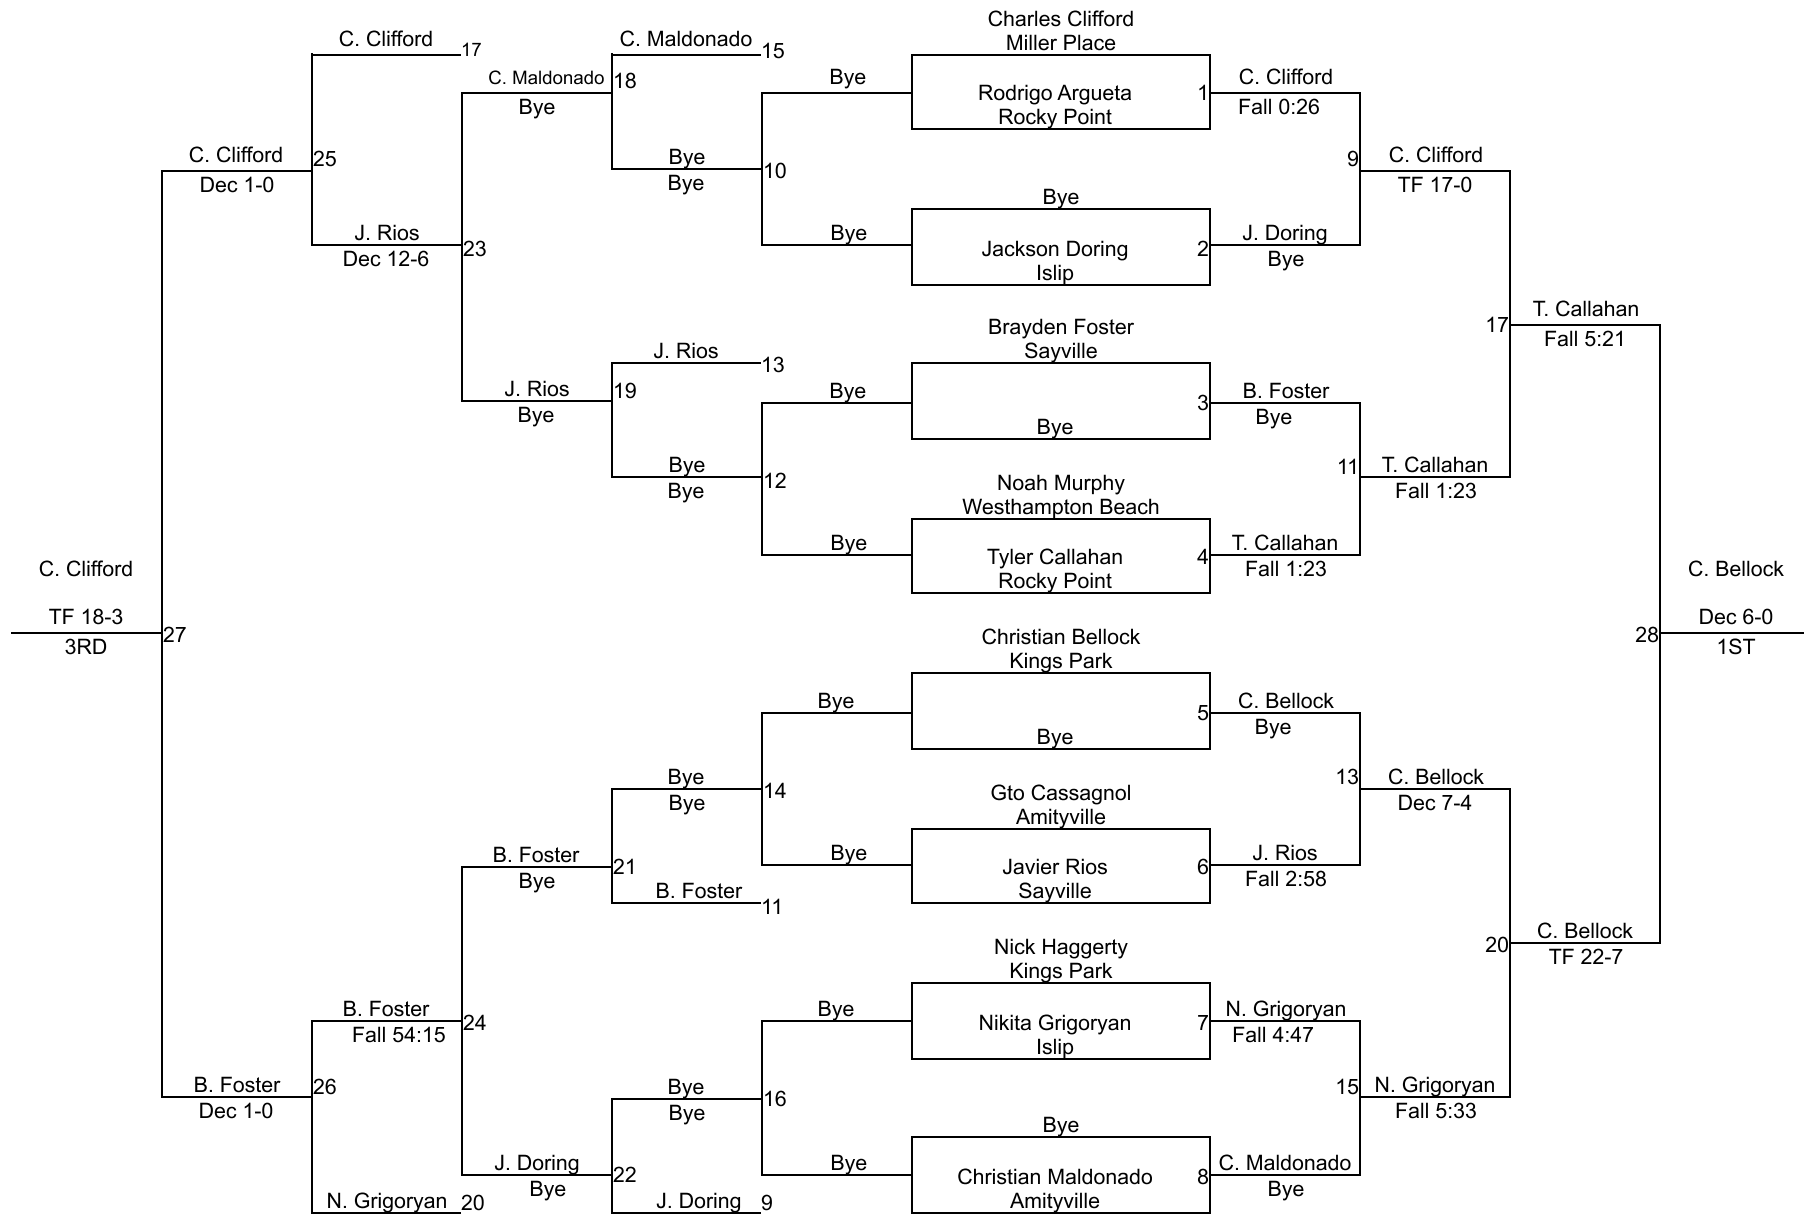 Charles Clifford
C. Clifford
C. Maldonado
Miller Place
17
15
C. Maldonado
18
Bye
C. Clifford
Bye
Rodrigo Argueta
1
Fall 0:26
Rocky Point
C. Clifford
25
Bye
10
9
C. Clifford
Dec 1-0
Bye
TF 17-0
Bye
J. Rios
Bye
J. Doring
23
Jackson Doring
2
Dec 12-6
Bye
Islip
T. Callahan
Brayden Foster
17
Fall 5:21
J. Rios
Sayville
13
J. Rios
19
Bye
B. Foster
3
Bye
Bye
Bye
Bye
12
11
T. Callahan
Bye
Noah Murphy
Fall 1:23
Westhampton Beach
Bye
T. Callahan
Tyler Callahan
4
Fall 1:23
Rocky Point
C. Clifford
C. Bellock
TF 18-3
Dec 6-0
27
28
3RD
1ST
Christian Bellock
Kings Park
Bye
C. Bellock
5
Bye
Bye
Bye
14
13
C. Bellock
Bye
Gto Cassagnol
Dec 7-4
Amityville
B. Foster
21
Bye
J. Rios
Bye
Javier Rios
6
Fall 2:58
B. Foster
Sayville
11
C. Bellock
Nick Haggerty
20
TF 22-7
Kings Park
B. Foster
Bye
N. Grigoryan
24
Nikita Grigoryan
7
Fall 54:15
Fall 4:47
Islip
B. Foster
26
Bye
16
15
N. Grigoryan
Dec 1-0
Bye
Fall 5:33
Bye
J. Doring
22
Bye
C. Maldonado
Bye
Christian Maldonado
8
Bye
N. Grigoryan
20
J. Doring
9
Amityville